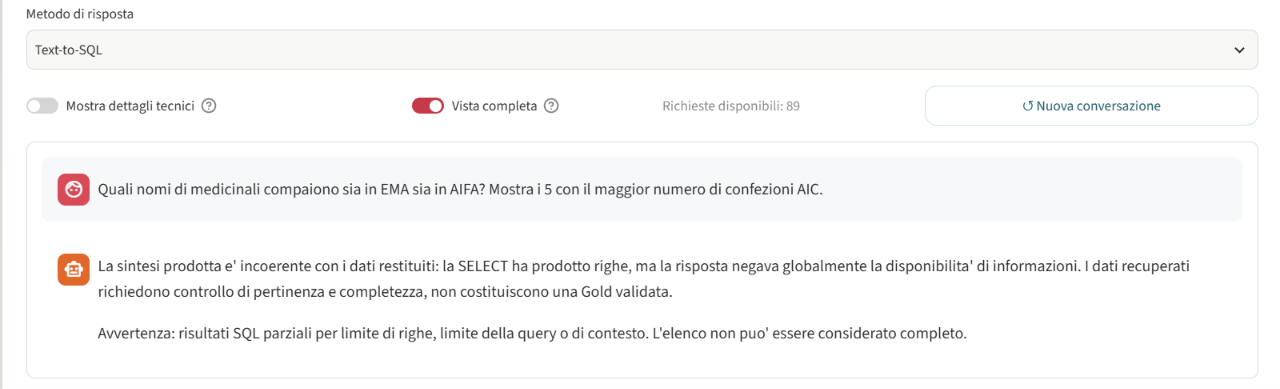 Metodo di risposta
Text-to-SQL
Mostra dettagli tecnici
Vista completa
Richieste disponibili: 89
↺ Nuova conversazione
Quali nomi di medicinali compaiono sia in EMA sia in AIFA? Mostra i 5 con il maggior numero di confezioni AIC.
La sintesi prodotta e' incoerente con i dati restituiti: la SELECT ha prodotto righe, ma la risposta negava globalmente la disponibilita' di informazioni. I dati recuperati
richiedono controllo di pertinenza e completezza, non costituiscono una Gold validata.
Avvertenza: risultati SQL parziali per limite di righe, limite della query o di contesto. L'elenco non puo' essere considerato completo.